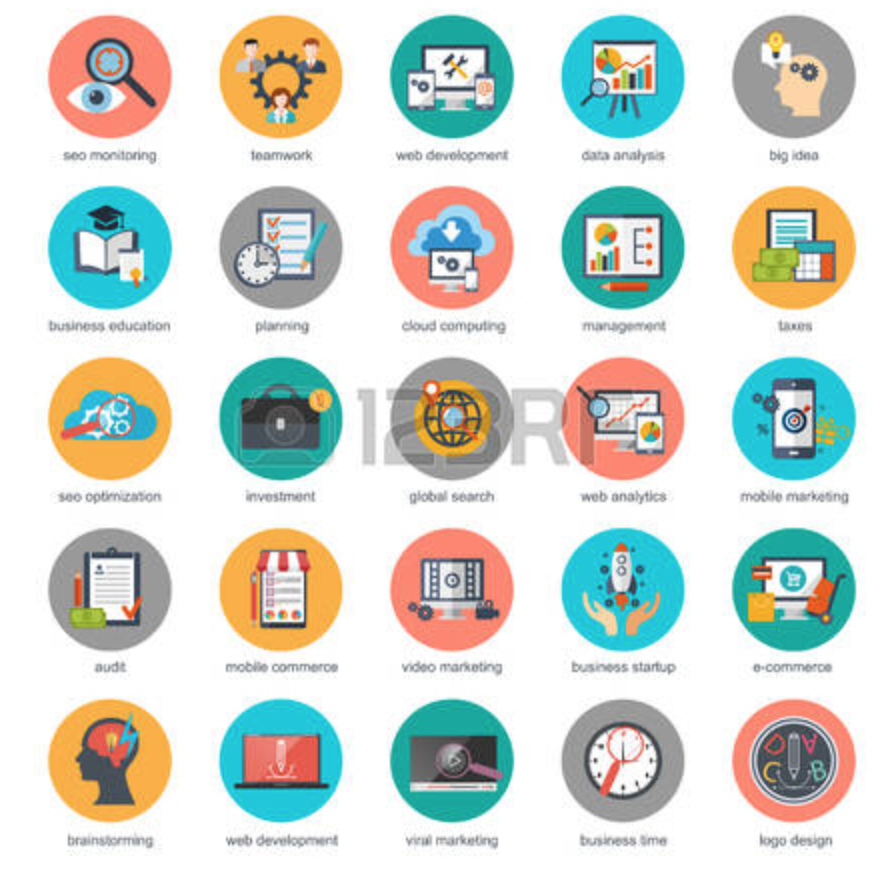 seo monitoring
teamwork
web development
data analysis
big idea
business education
planning
cloud computing
management
taxes
seo optimization
investment
global search
web analytics
mobile marketing
123RF
audit
mobile commerce
video marketing
business startup
e-commerce
brainstorming
web development
viral marketing
business time
logo design
D A
C B